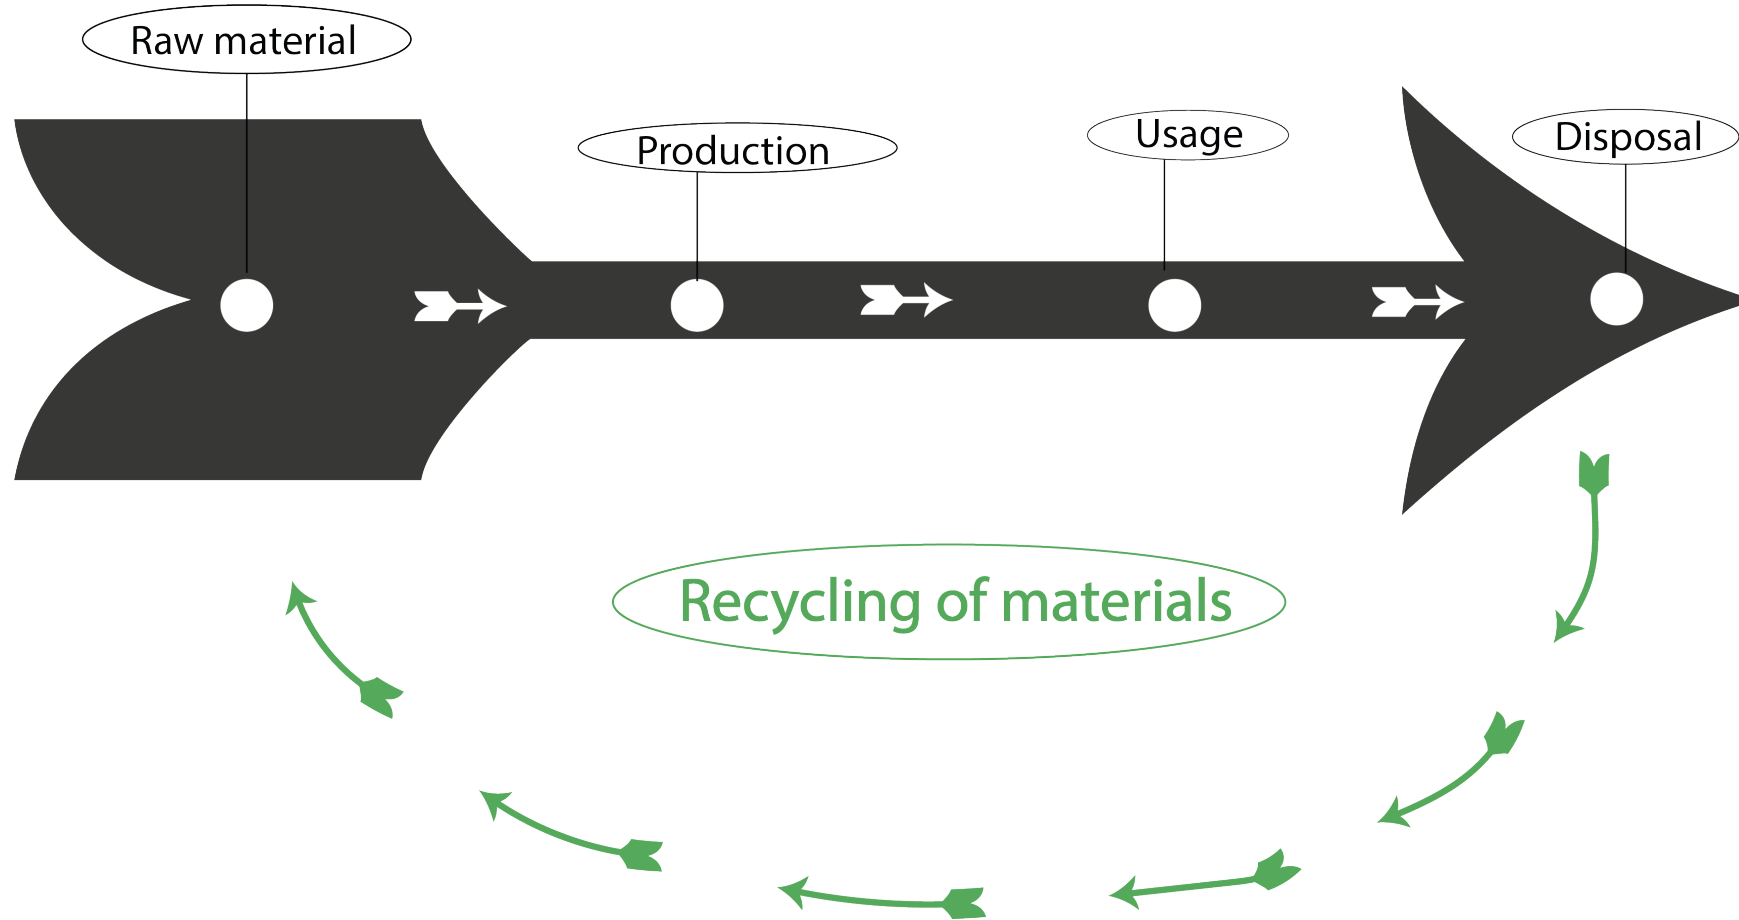 Raw material
Production
Usage
Disposal
Recycling of materials